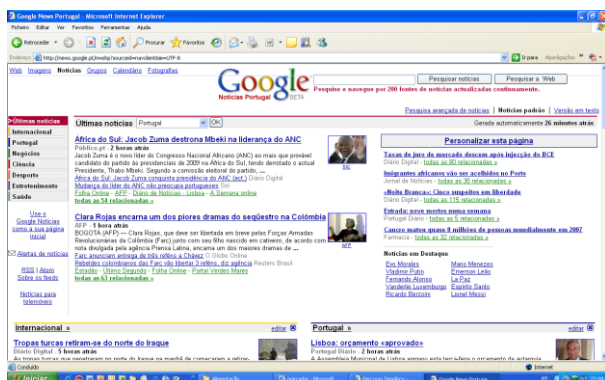 Google News Portugal - Microsoft Internet Explorer
Ficheiro Editar Ver Favoritos Ferramentas Ajuda
Retroceder Procurar Favoritos
Endereço http://news.google.pt/nwshp?sourceid=navclient&ie=UTF-8 Ir para
Web Imagens Notícias Grupos Calendário Fotografias
Google
Notícias Portugal BETA
Pesquisar notícias Pesquisar a Web
Pesquise e navegue por 200 fontes de notícias actualizadas continuamente.
Pesquisa avançada de notícias | Notícias padrão | Versão em texto
>Últimas notícias
Internacional
Portugal
Negócios
Ciência
Desporto
Entretenimento
Saúde
Use o
Google Notícias
como a sua página
inicial
Alertas de notícias
RSS | Atom
Sobre os feeds
Notícias para
telemóveis
Últimas notícias Portugal OK
Gerada automaticamente 26 minutos atrás
África do Sul: Jacob Zuma destrona Mbeki na liderança do ANC
Público.pt - 2 horas atrás
Jacob Zuma é o novo líder do Congresso Nacional Africano (ANC) e o mais que provável
candidato do partido às presidenciais de 2009 na África do Sul, tendo derrotado o actual
Presidente, Thabo Mbeki. Segundo a comissão eleitoral do partido, ...
África do Sul: Jacob Zuma conquista presidência do ANC (act.) Diário Digital
Mudança do líder do ANC não preocupa portugueses Sol
Folha Online - AFP - Diário de Notícias - Lisboa - A Semana online
todas as 54 relacionadas »
SIC
Clara Rojas encarna um dos piores dramas do seqüestro na Colômbia
AFP - 1 hora atrás
BOGOTÁ (AFP) — Clara Rojas, que deve ser libertada em breve pelas Forças Armadas
Revolucionárias da Colômbia (Farc) junto com seu filho nascido em cativeiro, de acordo com
nota divulgada pela agência Prensa Latina, encarna um dos maiores dramas de ...
Farc anunciam entrega de três reféns a Chávez O Globo Online
Rebeldes colombianos das Farc vão libertar 3 reféns, diz agência Reuters Brasil
Estadão - Último Segundo - Folha Online - Portal Verdes Mares
todas as 63 relacionadas »
AFP
Personalizar esta página
Taxas de juro de mercado descem após injecção do BCE
Diário Digital - todas as 80 relacionadas »
Imigrantes africanos vão ser acolhidos no Porto
Jornal de Notícias - todas as 38 relacionadas »
«Noite Branca»: Cinco suspeitos em liberdade
Diário Digital - todas as 115 relacionadas »
Estrada: nove mortos numa semana
Portugal Diário - todas as 5 relacionadas »
Cancro matou quase 8 milhões de pessoas mundialmente em 2007
Farmacia - todas as 32 relacionadas »
Notícias em Destaque
Evo Morales Mano Menezes
Vladimir Putin Emerson Leão
Fernando Alonso La Paz
Vanderlei Luxemburgo Espírito Santo
Ricardo Berzoini Lionel Messi
Internacional » editar
Tropas turcas retiram-se do norte do Iraque
Diário Digital - 5 horas atrás
Portugal » editar
Lisboa: orçamento «aprovado»
Portugal Diário - 2 horas atrás
Concluído Internet
Iniciar